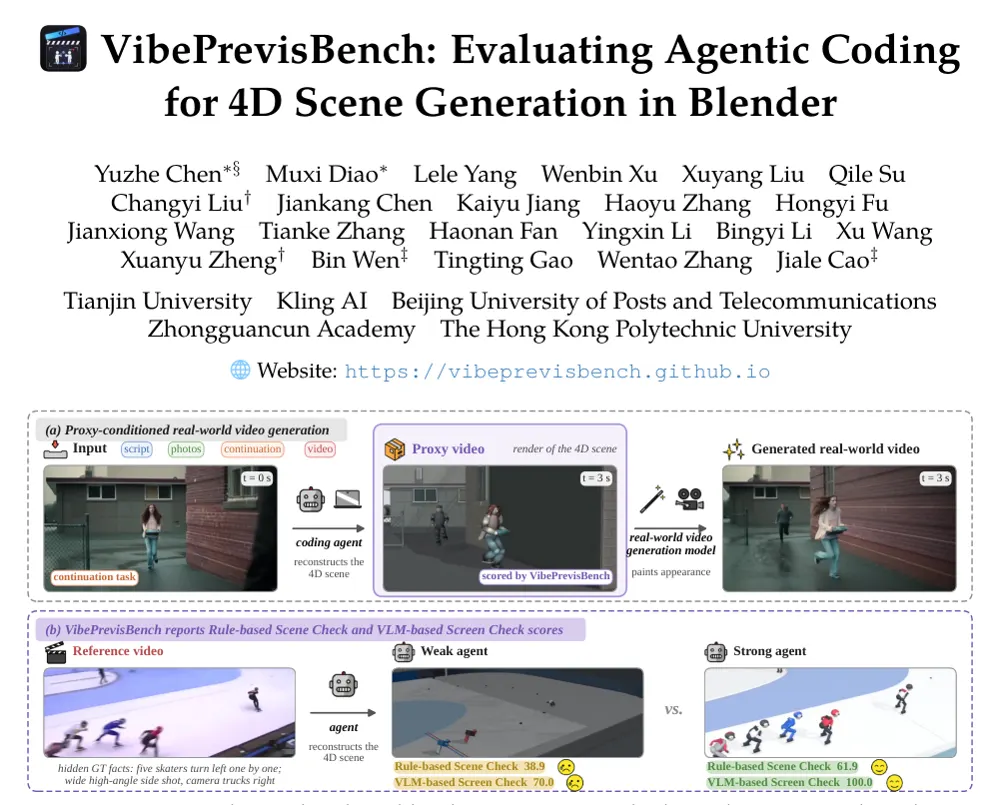 VibePrevisBench: Evaluating Agentic Coding
for 4D Scene Generation in Blender
Yuzhe Chen*§ Muxi Diao* Lele Yang Wenbin Xu Xuyang Liu Qile Su
Changyi Liu† Jiankang Chen Kaiyu Jiang Haoyu Zhang Hongyi Fu
Jianxiong Wang Tianke Zhang Haonan Fan Yingxin Li Bingyi Li Xu Wang
Xuanyu Zheng† Bin Wen‡ Tingting Gao Wentao Zhang Jiale Cao‡
Tianjin University Kling AI Beijing University of Posts and Telecommunications
Zhongguancun Academy The Hong Kong Polytechnic University
Website: https://vibeprevisbench.github.io
(a) Proxy-conditioned real-world video generation
Input script photos continuation video
t = 0 s
continuation task
coding agent
reconstructs the
4D scene
Proxy video render of the 4D scene
t = 3 s
scored by VibePrevisBench
real-world video
generation model
paints appearance
Generated real-world video
t = 3 s
(b) VibePrevisBench reports Rule-based Scene Check and VLM-based Screen Check scores
Reference video
hidden GT facts: five skaters turn left one by one;
wide high-angle side shot, camera trucks right
agent
reconstructs the
4D scene
Weak agent
Rule-based Scene Check 38.9
VLM-based Screen Check 70.0
vs.
Strong agent
Rule-based Scene Check 61.9
VLM-based Screen Check 100.0